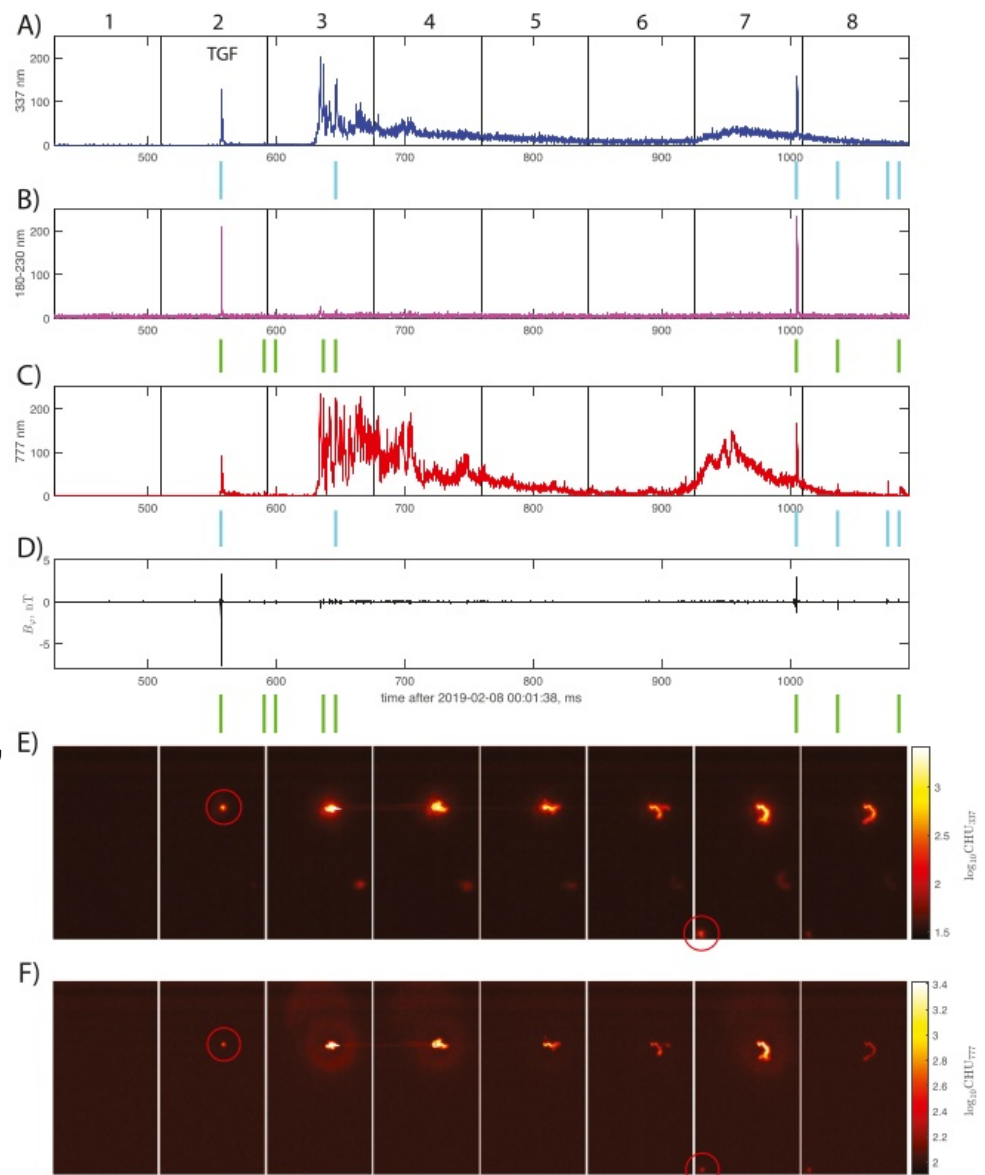 A) 1 2 3 4 5 6 7 8
TGF
337 nm
200
100
0
500 600 700 800 900 1000
B)
180-230 nm
200
100
0
500 600 700 800 900 1000
C)
777 nm
200
100
0
500 600 700 800 900 1000
D)
Bφ, nT
5
0
-5
500 600 700 800 900 1000
time after 2019-02-08 00:01:38, ms
E)
3
2.5
2
1.5
log10CHU337
F)
3.4
3.2
3
2.8
2.6
2.4
2.2
2
log10CHU777